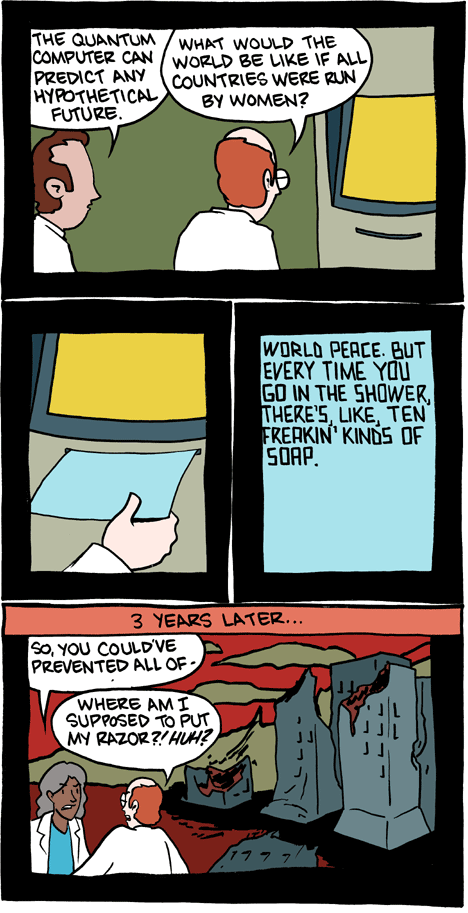 THE QUANTUM
COMPUTER CAN
PREDICT ANY
HYPOTHETICAL
FUTURE.
WHAT WOULD THE
WORLD BE LIKE IF ALL
COUNTRIES WERE RUN
BY WOMEN?
WORLD PEACE. BUT
EVERY TIME YOU
GO IN THE SHOWER,
THERE'S, LIKE, TEN
FREAKIN' KINDS OF
SOAP.
3 YEARS LATER...
SO, YOU COULD'VE
PREVENTED ALL OF-
WHERE AM I
SUPPOSED TO PUT
MY RAZOR?! HUH?